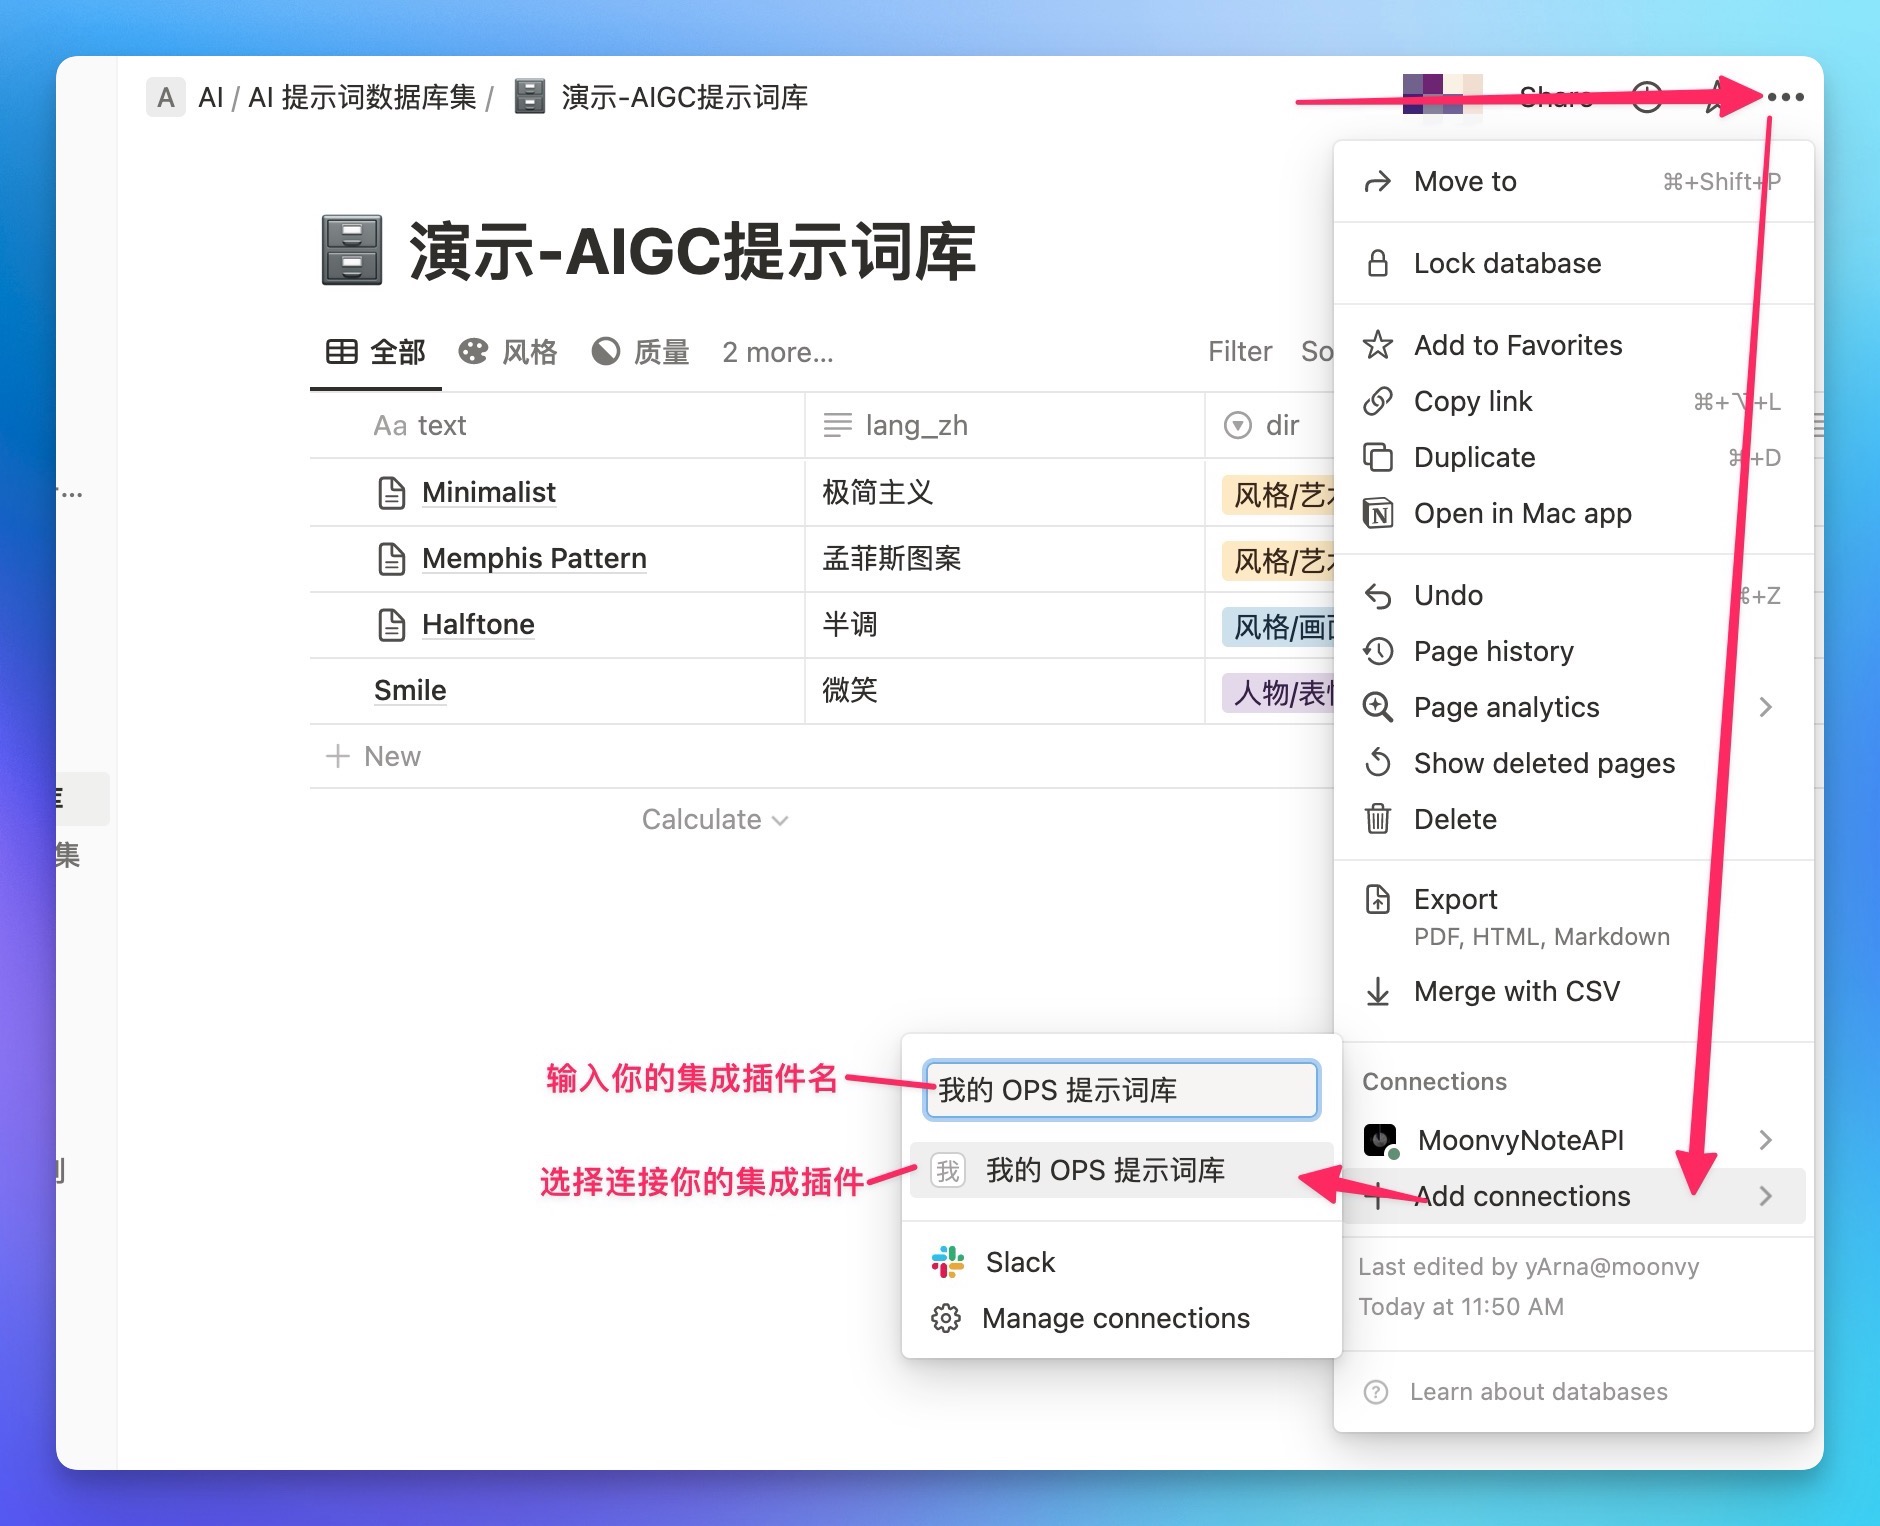 A AI / AI 提示词数据库集 / 演示-AIGC提示词库
Share
演示-AIGC提示词库
全部 风格 质量 2 more...
Filter So
Aa text lang_zh dir
Minimalist 极简主义 风格/艺
Memphis Pattern 孟菲斯图案 风格/艺
Halftone 半调 风格/画
Smile 微笑 人物/表
+ New
Calculate
集
Move to ⌘+Shift+P
Lock database
Add to Favorites
Copy link ⌘+⌥+L
Duplicate ⌘+D
Open in Mac app
Undo ⌘+Z
Page history
Page analytics
Show deleted pages
Delete
Export
PDF, HTML, Markdown
Merge with CSV
Connections
MoonvyNoteAPI
Add connections
Last edited by yArna@moonvy
Today at 11:50 AM
Learn about databases
输入你的集成插件名
我的 OPS 提示词库
选择连接你的集成插件
我 我的 OPS 提示词库
Slack
Manage connections